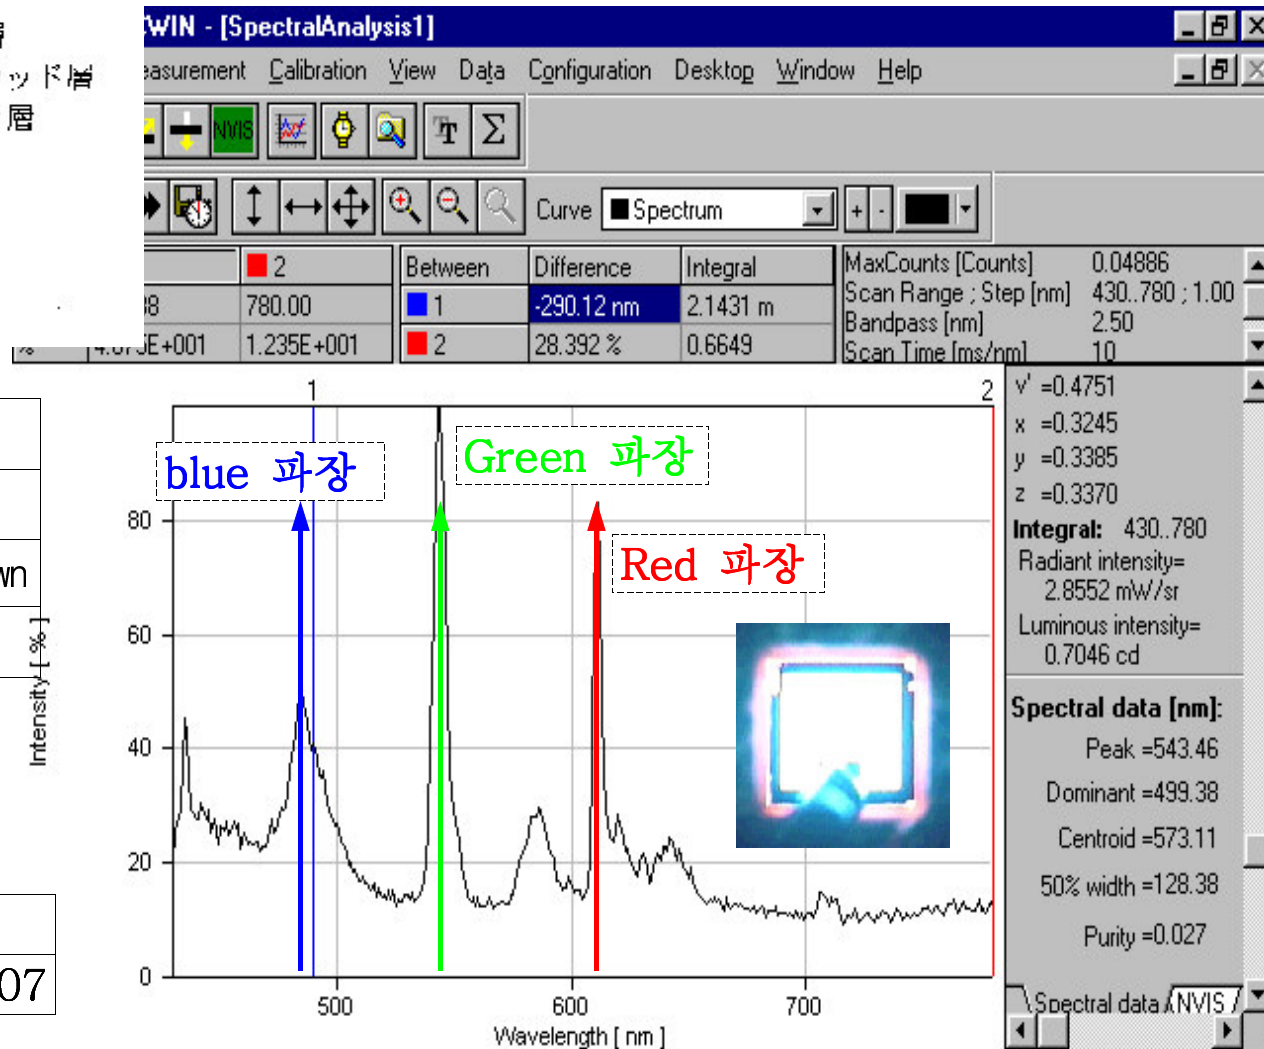 WIN - [SpectralAnalysis1]
ッド層
層
easurement Calibration View Data Configuration Desktop Window Help
NVIS
Curve Spectrum + -
2 Between Difference Integral
780.00 1 -290.12 nm 2.1431 m
% E+001 1.235E+001 2 28.392 % 0.6649
MaxCounts [Counts] 0.04886
Scan Range ; Step [nm] 430..780 ; 1.00
Bandpass [nm] 2.50
Scan Time [ms/nm] 10
1 2
blue 파장
Green 파장
Red 파장
80
60
40
20
0
500 600 700
Wavelength [ nm ]
Intensity [ % ]
wn
07
v' =0.4751
x =0.3245
y =0.3385
z =0.3370
Integral: 430..780
Radiant intensity=
2.8552 mW/sr
Luminous intensity=
0.7046 cd
Spectral data [nm]:
Peak =543.46
Dominant =499.38
Centroid =573.11
50% width =128.38
Purity =0.027
Spectral data NVIS